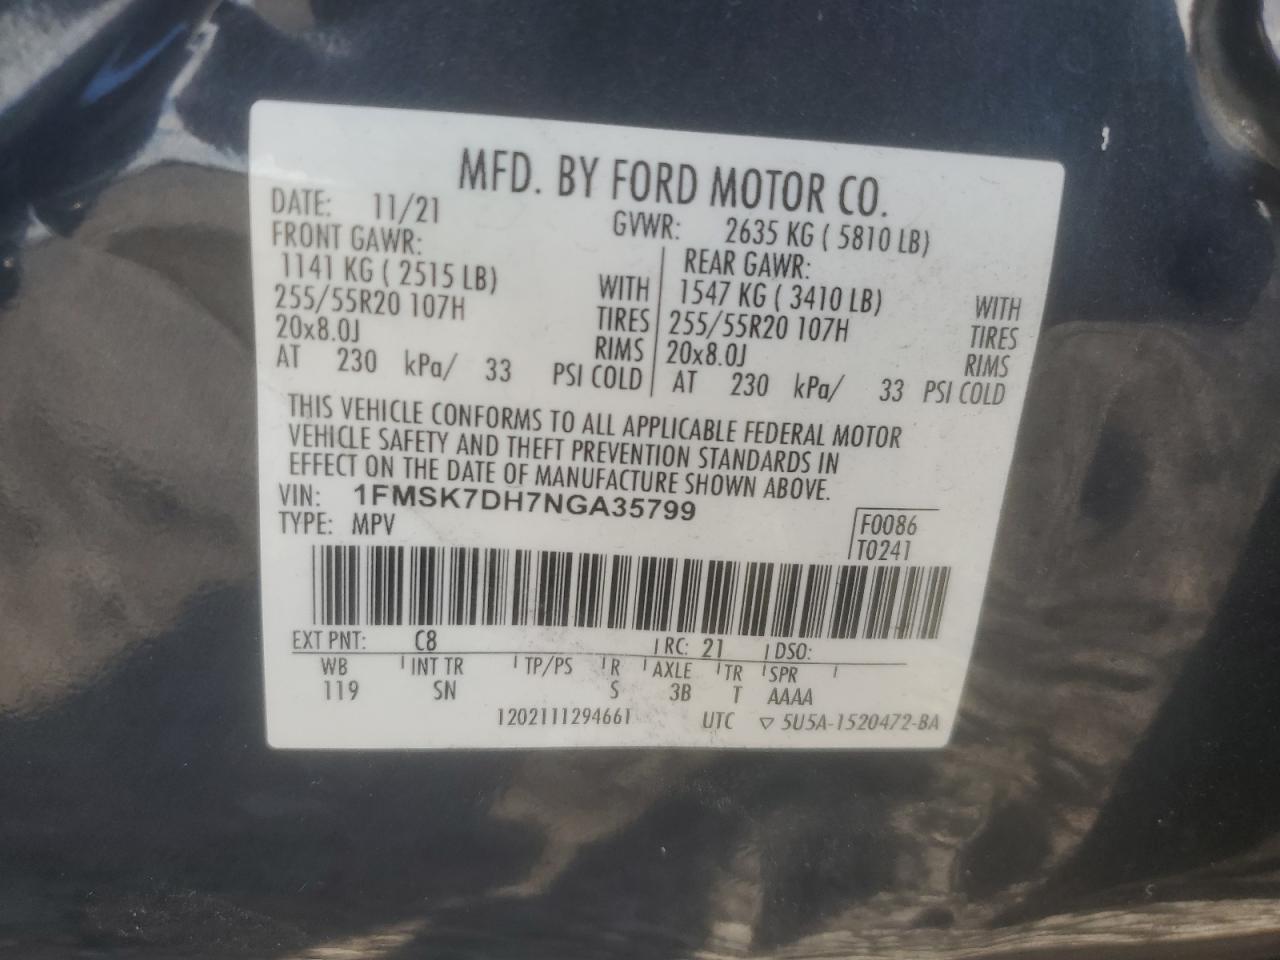 MFD. BY FORD MOTOR CO.
DATE: 11/21 GVWR: 2635 KG ( 5810 LB)
FRONT GAWR: REAR GAWR:
1141 KG ( 2515 LB) WITH 1547 KG ( 3410 LB) WITH
255/55R20 107H TIRES 255/55R20 107H TIRES
20x8.0J RIMS 20x8.0J RIMS
AT 230 kPa/ 33 PSI COLD AT 230 kPa/ 33 PSI COLD
THIS VEHICLE CONFORMS TO ALL APPLICABLE FEDERAL MOTOR
VEHICLE SAFETY AND THEFT PREVENTION STANDARDS IN
EFFECT ON THE DATE OF MANUFACTURE SHOWN ABOVE.
VIN: 1FMSK7DH7NGA35799
TYPE: MPV F0086
T0241
EXT PNT: C8 RC: 21 DSO:
WB INT TR TP/PS R AXLE TR SPR
119 SN S 3B T AAAA
1202111294661 UTC ▽ 5U5A-1520472-BA